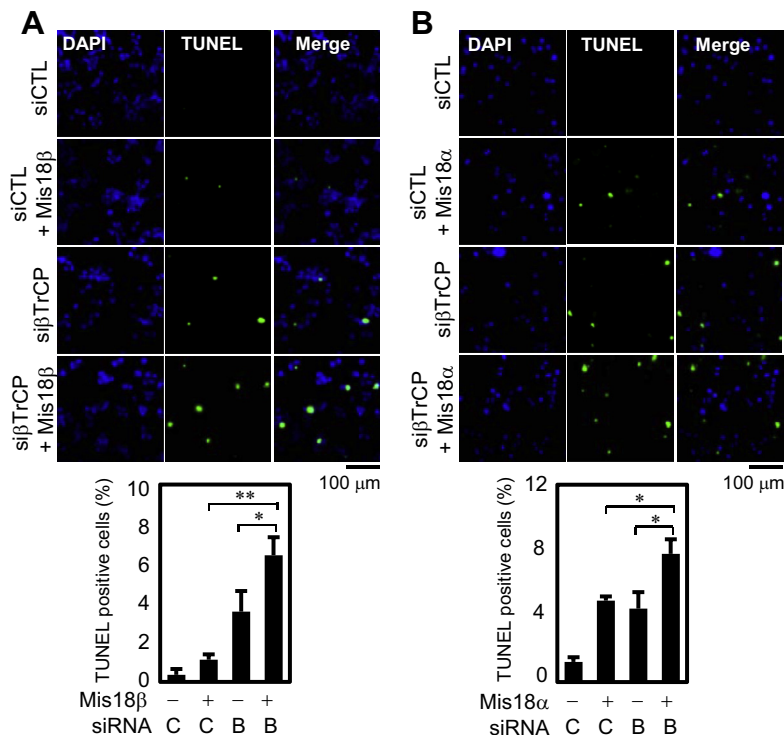 A
DAPI TUNEL Merge
siCTL
siCTL
+ Mis18β
siβTrCP
siβTrCP
+ Mis18β
100 μm
TUNEL positive cells (%)
10
8
6
4
2
0
**
*
Mis18β − + − +
siRNA C C B B
B
DAPI TUNEL Merge
siCTL
siCTL
+ Mis18α
siβTrCP
siβTrCP
+ Mis18α
100 μm
TUNEL positive cells (%)
12
8
4
0
*
*
Mis18α − + − +
siRNA C C B B